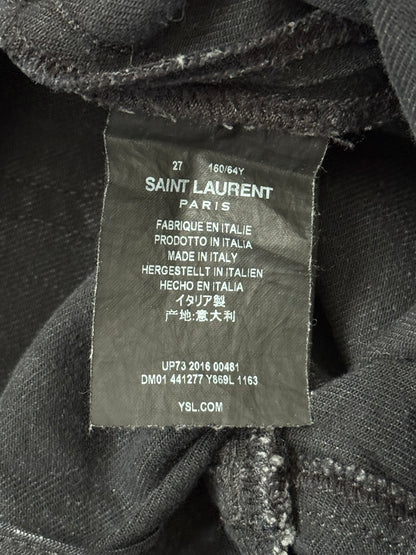 27 160/64Y
SAINT LAURENT
PARIS
FABRIQUE EN ITALIE
PRODOTTO IN ITALIA
MADE IN ITALY
HERGESTELLT IN ITALIEN
HECHO EN ITALIA
イタリア製
产地:意大利
UP73 2016 00481
DM01 441277 Y869L 1163
YSL.COM